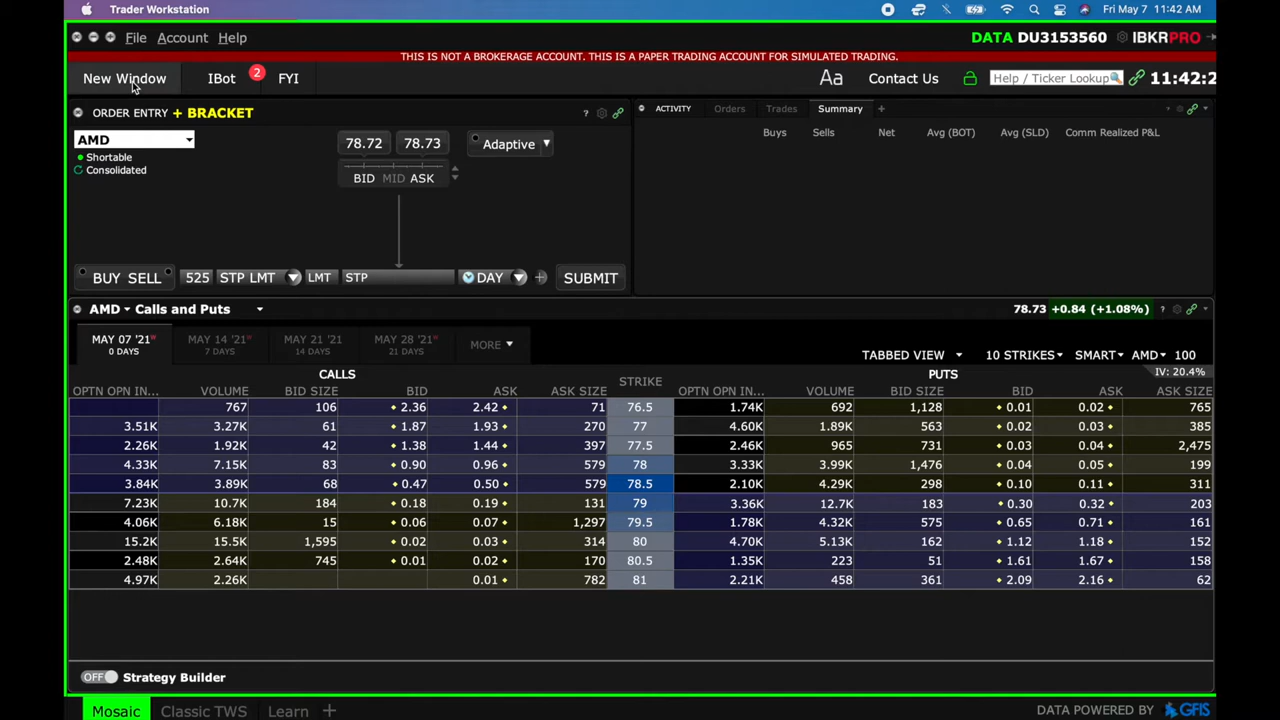 Trader Workstation Fri May 7 11:42 AM
File Account Help DATA DU3153560 IBKRPRO
THIS IS NOT A BROKERAGE ACCOUNT. THIS IS A PAPER TRADING ACCOUNT FOR SIMULATED TRADING.
New Window IBot 2 FYI Aa Contact Us Help / Ticker Lookup 11:42:2
ORDER ENTRY + BRACKET ? ACTIVITY Orders Trades Summary +
Buys Sells Net Avg (BOT) Avg (SLD) Comm Realized P&L
AMD 78.72 78.73 Adaptive
Shortable
Consolidated
BID MID ASK
BUY SELL 525 STP LMT LMT STP DAY + SUBMIT
AMD Calls and Puts 78.73 +0.84 (+1.08%) ?
MAY 07 '21 MAY 14 '21 MAY 21 '21 MAY 28 '21 MORE
0 DAYS 7 DAYS 14 DAYS 21 DAYS
TABBED VIEW 10 STRIKES SMART AMD 100
CALLS STRIKE PUTS IV: 20.4%
OPTN OPN IN... VOLUME BID SIZE BID ASK ASK SIZE OPTN OPN IN... VOLUME BID SIZE BID ASK ASK SIZE
767 106 2.36 2.42 71 76.5 1.74K 692 1,128 0.01 0.02 765
3.51K 3.27K 61 1.87 1.93 270 77 4.60K 1.89K 563 0.02 0.03 385
2.26K 1.92K 42 1.38 1.44 397 77.5 2.46K 965 731 0.03 0.04 2,475
4.33K 7.15K 83 0.90 0.96 579 78 3.33K 3.99K 1,476 0.04 0.05 199
3.84K 3.89K 68 0.47 0.50 579 78.5 2.10K 4.29K 298 0.10 0.11 311
7.23K 10.7K 184 0.18 0.19 131 79 3.36K 12.7K 183 0.30 0.32 203
4.06K 6.18K 15 0.06 0.07 1,297 79.5 1.78K 4.32K 575 0.65 0.71 161
15.2K 15.5K 1,595 0.02 0.03 314 80 4.70K 5.13K 162 1.12 1.18 152
2.48K 2.64K 745 0.01 0.02 170 80.5 1.35K 223 51 1.61 1.67 158
4.97K 2.26K 0.01 782 81 2.21K 458 361 2.09 2.16 62
OFF Strategy Builder
Mosaic Classic TWS Learn + DATA POWERED BY GFIS